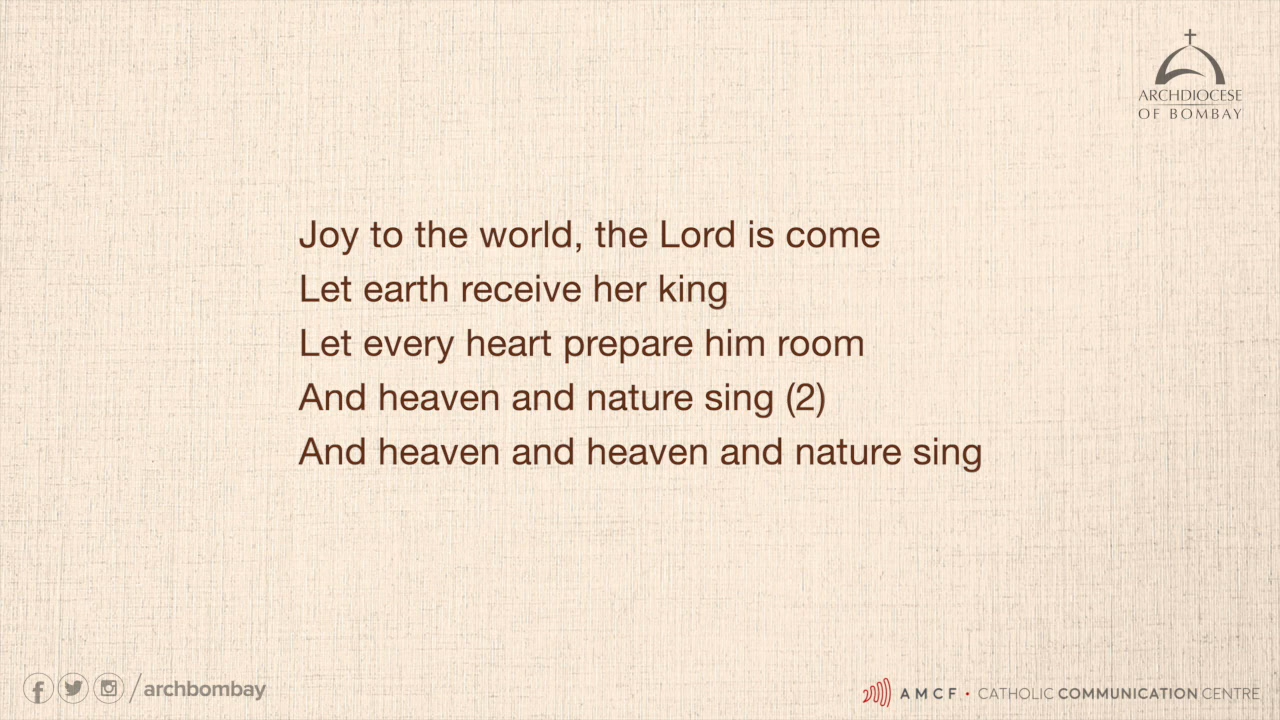 ARCHDIOCESE
OF BOMBAY
Joy to the world, the Lord is come
Let earth receive her king
Let every heart prepare him room
And heaven and nature sing (2)
And heaven and heaven and nature sing
/archbombay
AMCF • CATHOLIC COMMUNICATION CENTRE